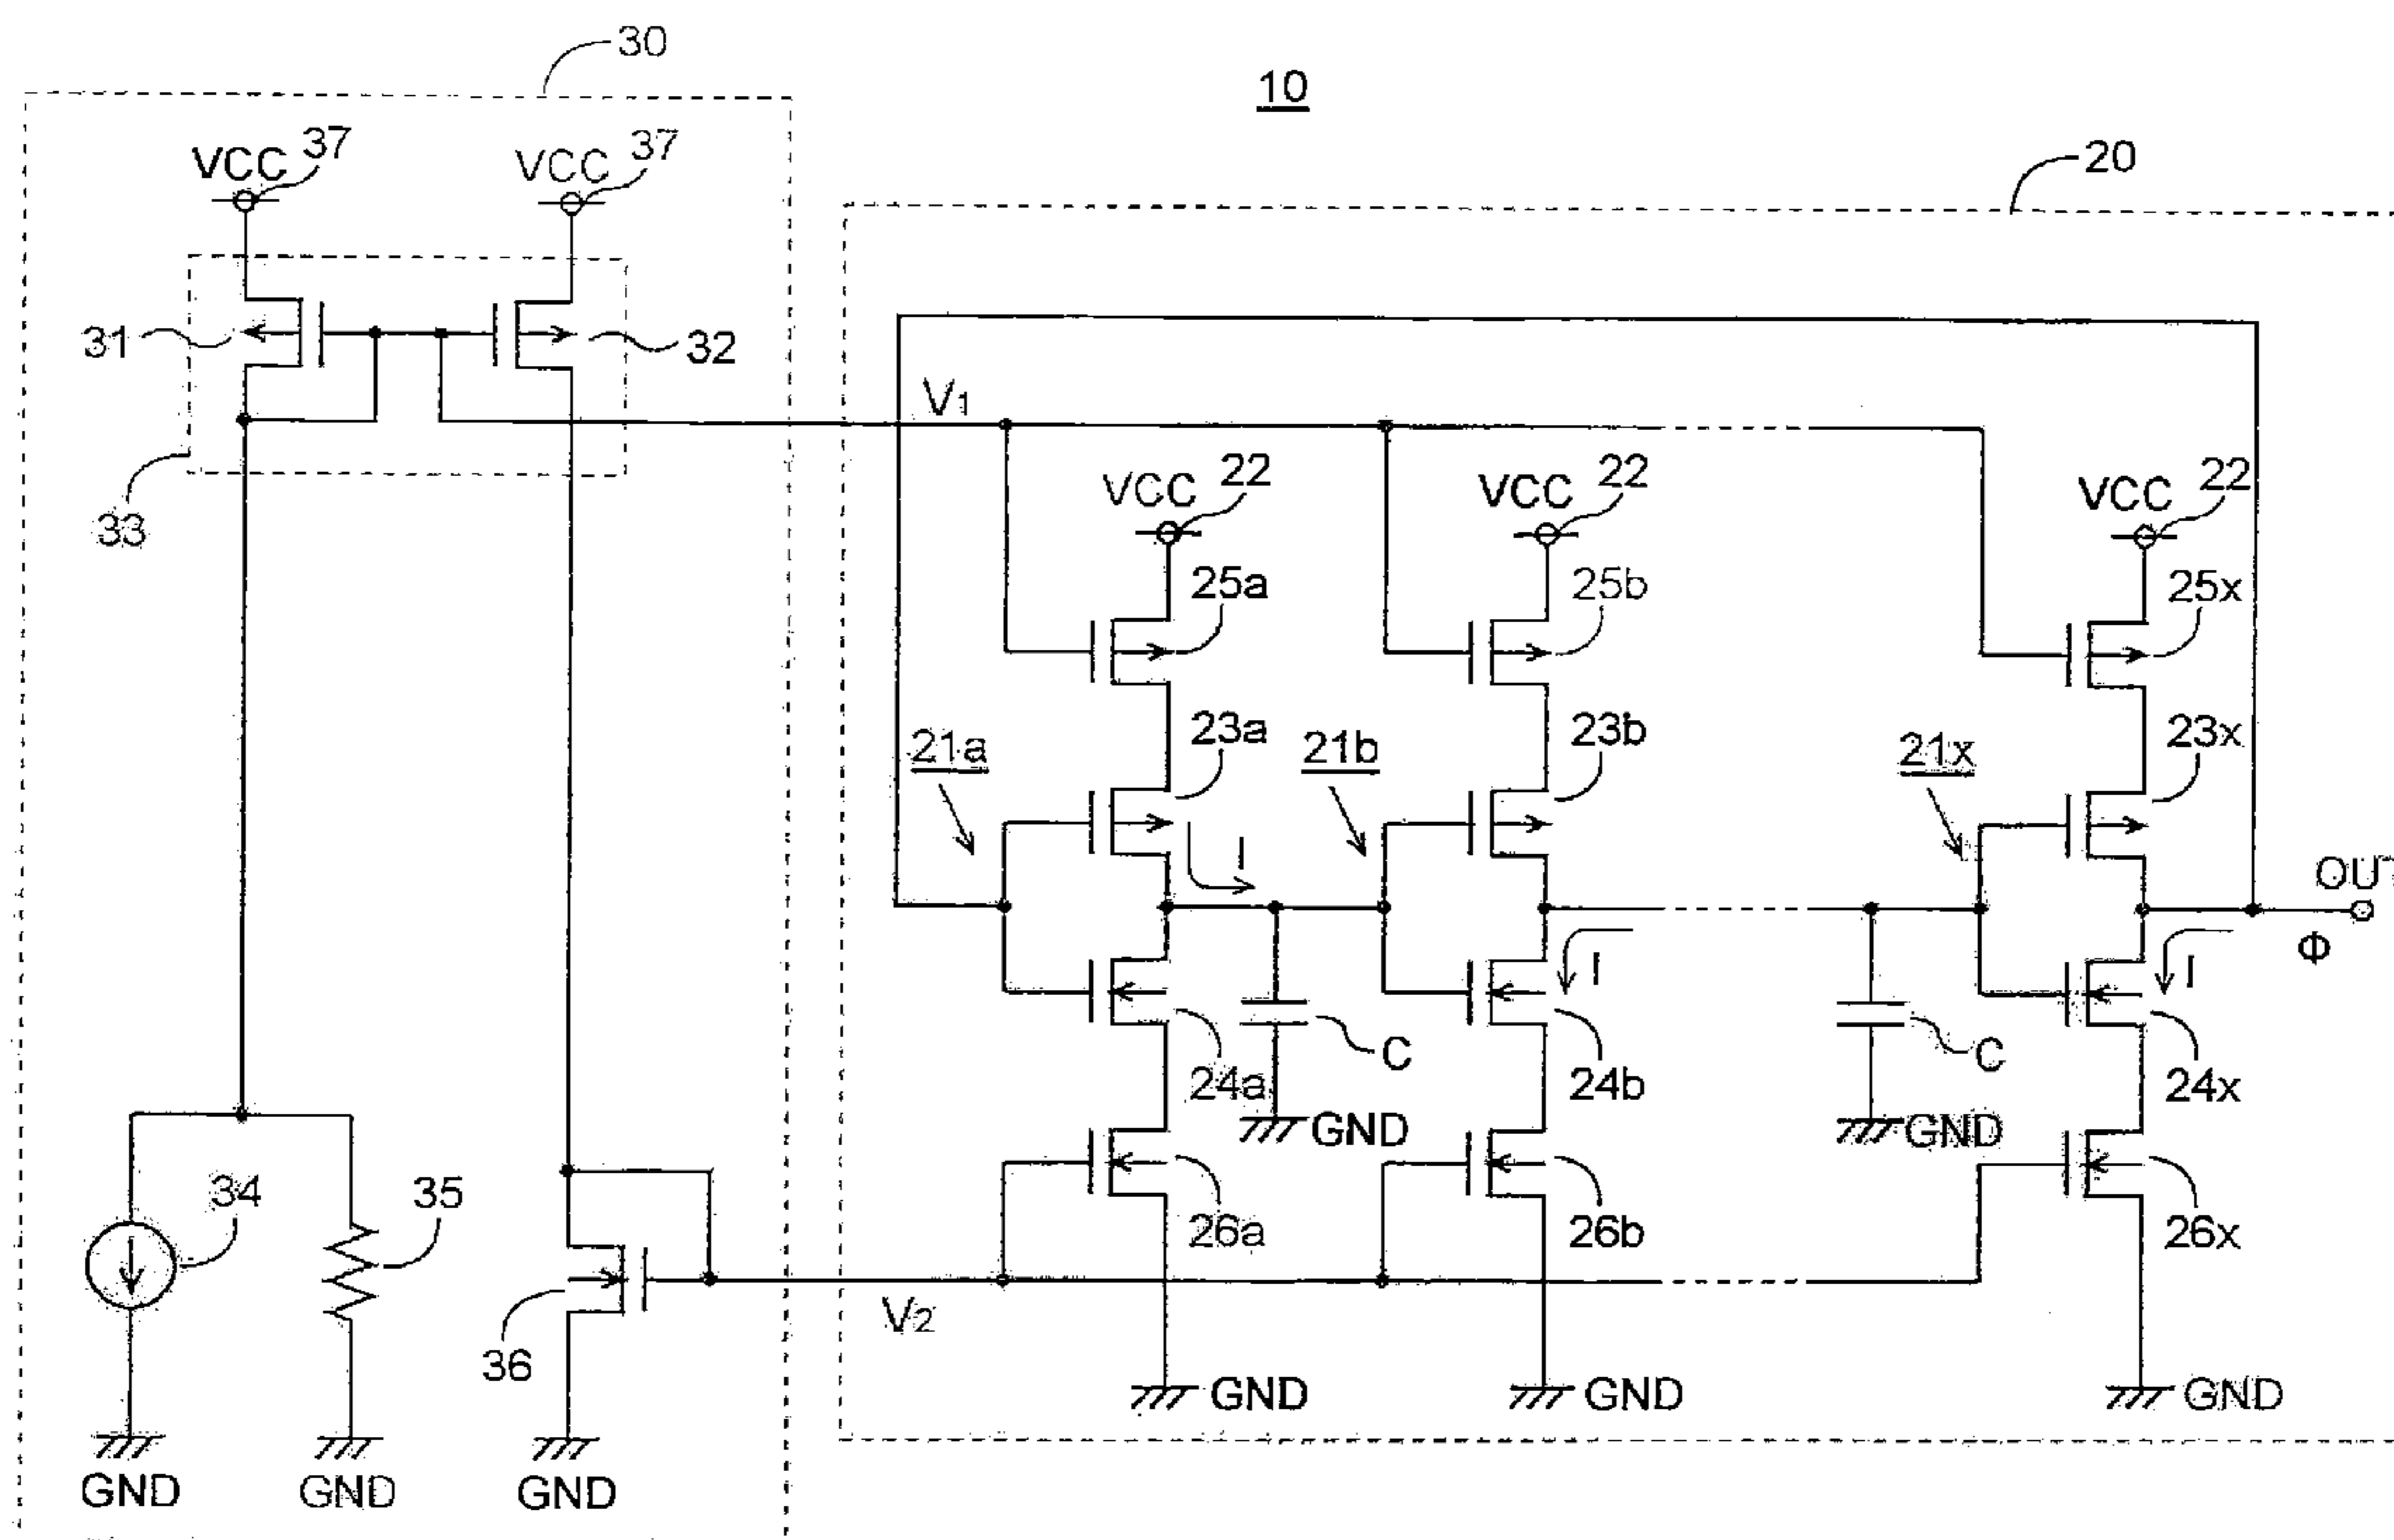 30
10
20
VCC 37
VCC 37
31
32
33
V1
VCC 22
VCC 22
VCC 22
25a
25b
25x
21a
23a
21b
23b
21x
23x
I
OUT
Φ
I
I
C
C
24a
24b
24x
GND
GND
34
35
26a
26b
26x
36
V2
GND
GND
GND
GND
GND
GND